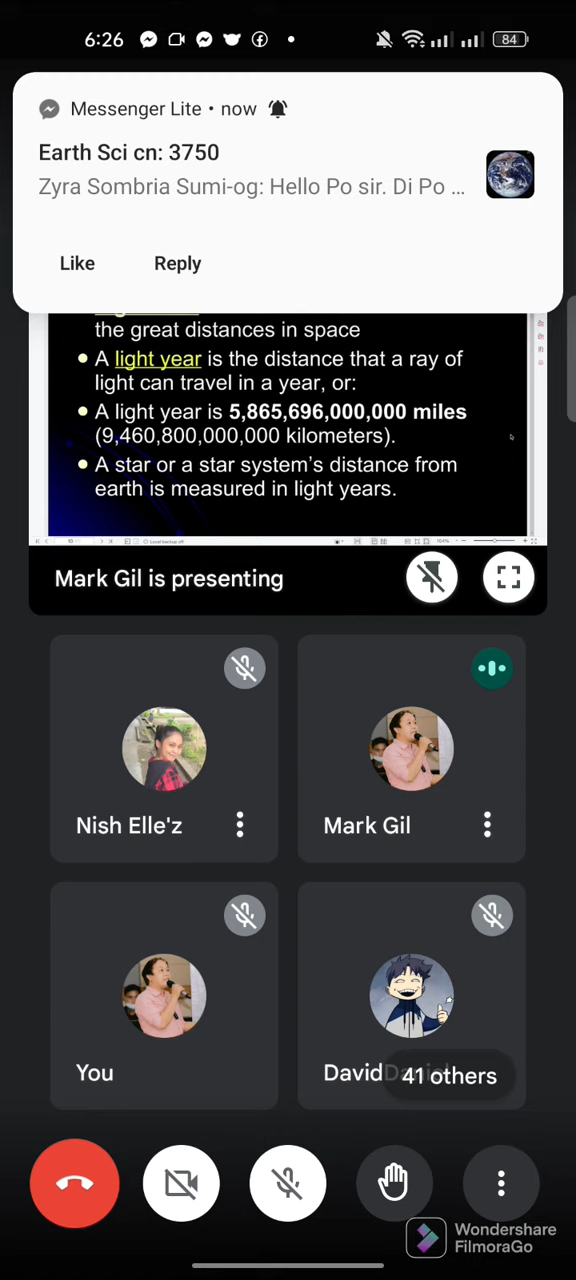 6:26
84
Messenger Lite • now
Earth Sci cn: 3750
Zyra Sombria Sumi-og: Hello Po sir. Di Po ...
Like
Reply
the great distances in space
• A light year is the distance that a ray of
light can travel in a year, or:
• A light year is 5,865,696,000,000 miles
(9,460,800,000,000 kilometers).
• A star or a star system’s distance from
earth is measured in light years.
Mark Gil is presenting
Nish Elle'z
Mark Gil
You
David
41 others
Wondershare
FilmoraGo